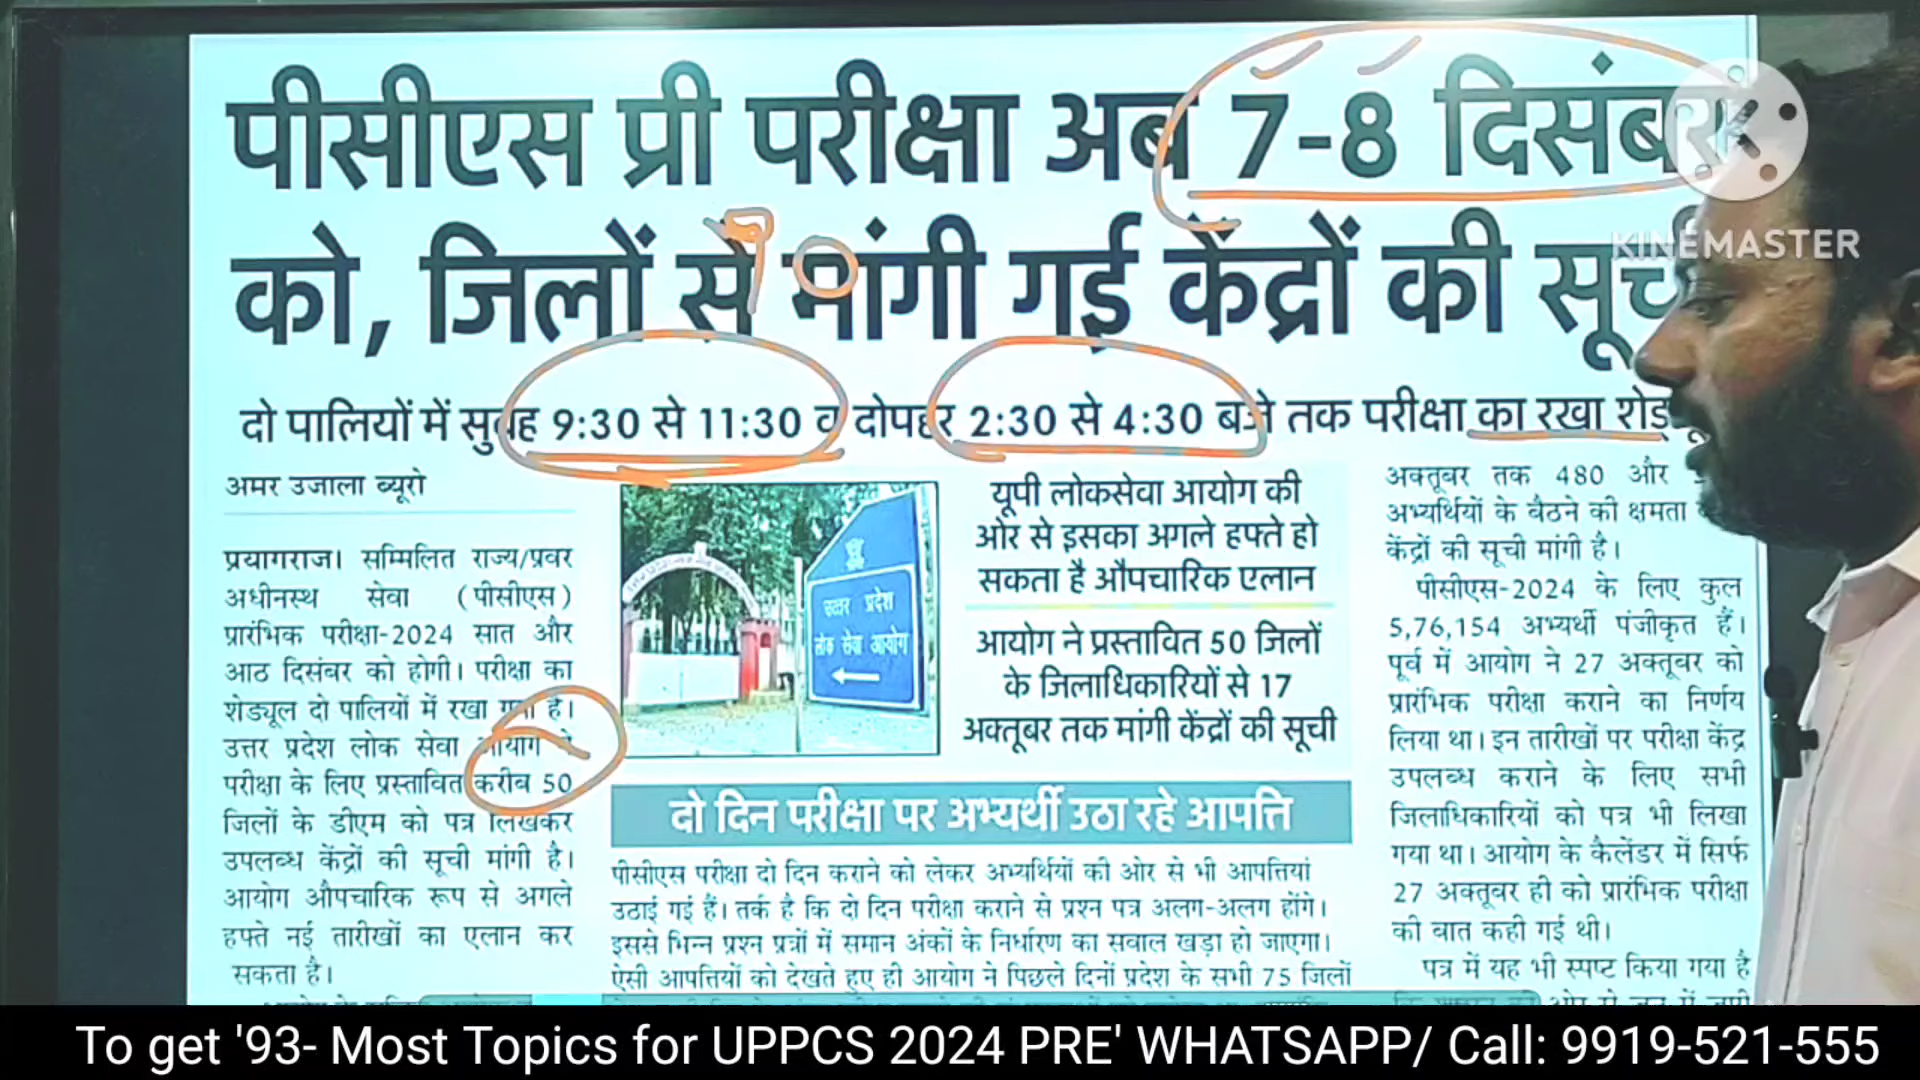 पीसीएस प्री परीक्षा अब 7-8 दिसंबर
KINEMASTER
को, जिलों से मांगी गई केंद्रों की सूची
दो पालियों में सुबह 9:30 से 11:30 व दोपहर 2:30 से 4:30 बजे तक परीक्षा का रखा
अमर उजाला ब्यूरो
प्रयागराज। सम्मिलित राज्य/प्रवर
अधीनस्थ सेवा (पीसीएस)
प्रारंभिक परीक्षा-2024 सात और
आठ दिसंबर को होगी। परीक्षा का
शेड्यूल दो पालियों में रखा गया है।
उत्तर प्रदेश लोक सेवा आयोग ने
परीक्षा के लिए प्रस्तावित करीब 50
जिलों के डीएम को पत्र लिखकर
उपलब्ध केंद्रों की सूची मांगी है।
आयोग औपचारिक रूप से अगले
हफ्ते नई तारीखों का एलान कर
सकता है।
उत्तर प्रदेश
लोक सेवा आयोग
यूपी लोकसेवा आयोग की
ओर से इसका अगले हफ्ते हो
सकता है औपचारिक एलान
आयोग ने प्रस्तावित 50 जिलों
के जिलाधिकारियों से 17
अक्तूबर तक मांगी केंद्रों की सूची
दो दिन परीक्षा पर अभ्यर्थी उठा रहे आपत्ति
पीसीएस परीक्षा दो दिन कराने को लेकर अभ्यर्थियों की ओर से भी आपत्तियां
उठाई गई हैं। तर्क है कि दो दिन परीक्षा कराने से प्रश्न पत्र अलग-अलग होंगे।
इससे भिन्न प्रश्न पत्रों में समान अंकों के निर्धारण का सवाल खड़ा हो जाएगा।
ऐसी आपत्तियों को देखते हुए ही आयोग ने पिछले दिनों प्रदेश के सभी 75 जिलों
अक्तूबर तक 480 और
अभ्यर्थियों के बैठने की क्षमता
केंद्रों की सूची मांगी है।
पीसीएस-2024 के लिए कुल
5,76,154 अभ्यर्थी पंजीकृत हैं।
पूर्व में आयोग ने 27 अक्तूबर को
प्रारंभिक परीक्षा कराने का निर्णय
लिया था। इन तारीखों पर परीक्षा केंद्र
उपलब्ध कराने के लिए सभी
जिलाधिकारियों को पत्र भी लिखा
गया था। आयोग के कैलेंडर में सिर्फ
27 अक्तूबर ही को प्रारंभिक परीक्षा
की बात कही गई थी।
पत्र में यह भी स्पष्ट किया गया है
To get '93- Most Topics for UPPCS 2024 PRE' WHATSAPP/ Call: 9919-521-555